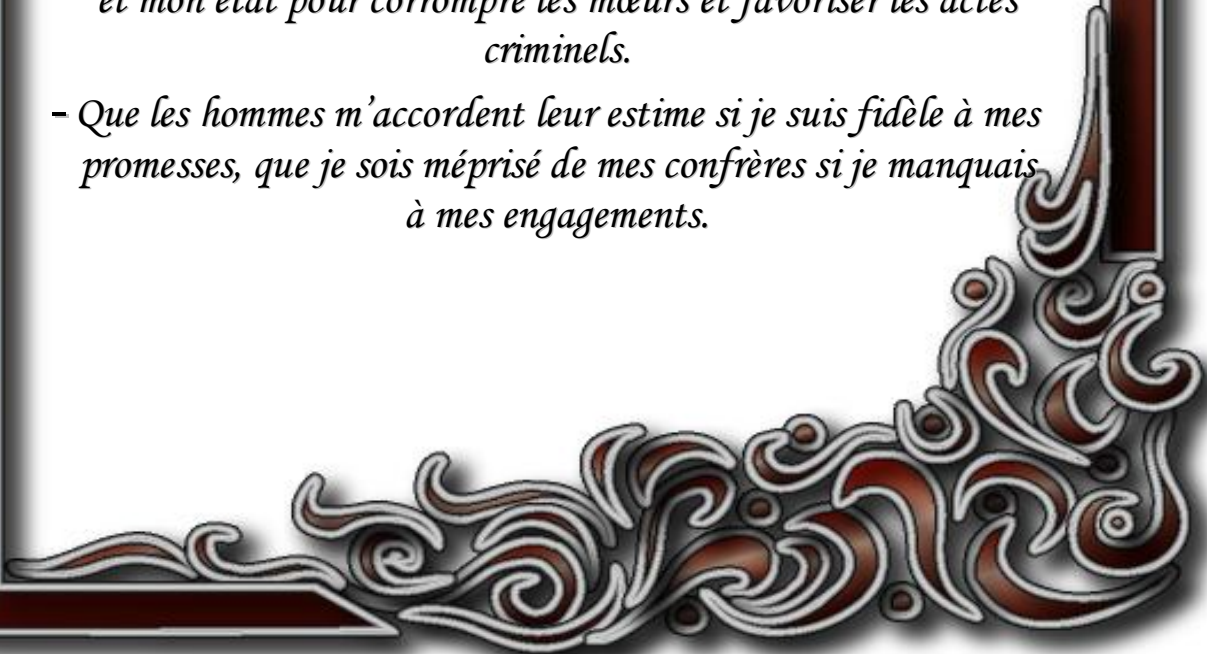 et mon état pour corrompre les mœurs et favoriser les actes
criminels.
- Que les hommes m’accordent leur estime si je suis fidèle à mes
promesses, que je sois méprisé de mes confrères si je manquais
à mes engagements.